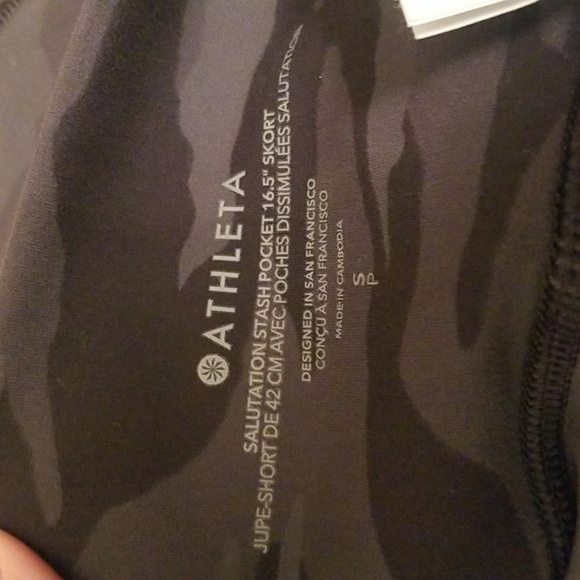 ATHLETA
SALUTATION STASH POCKET 16.5" SKORT
JUPE-SHORT DE 42 CM AVEC POCHES DISSIMULÉES SALUTATION
DESIGNED IN SAN FRANCISCO
CONÇU À SAN FRANCISCO
MADE IN CAMBODIA
S
P